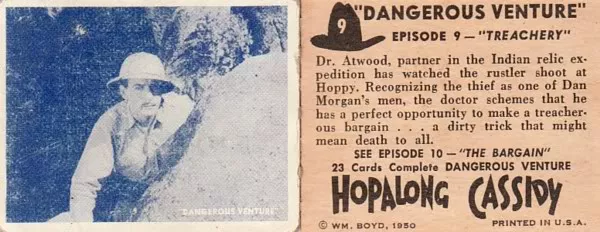 "DANGEROUS VENTURE"
9
"DANGEROUS VENTURE"
EPISODE 9 — "TREACHERY"
Dr. Atwood, partner in the Indian relic ex-
pedition has watched the rustler shoot at
Hoppy. Recognizing the thief as one of Dan
Morgan's men, the doctor schemes that he
has a perfect opportunity to make a treacher-
ous bargain . . . a dirty trick that might
mean death to all.
SEE EPISODE 10 — "THE BARGAIN"
23 Cards Complete DANGEROUS VENTURE
HOPALONG CASSIDY
© WM. BOYD, 1950 PRINTED IN U.S.A.